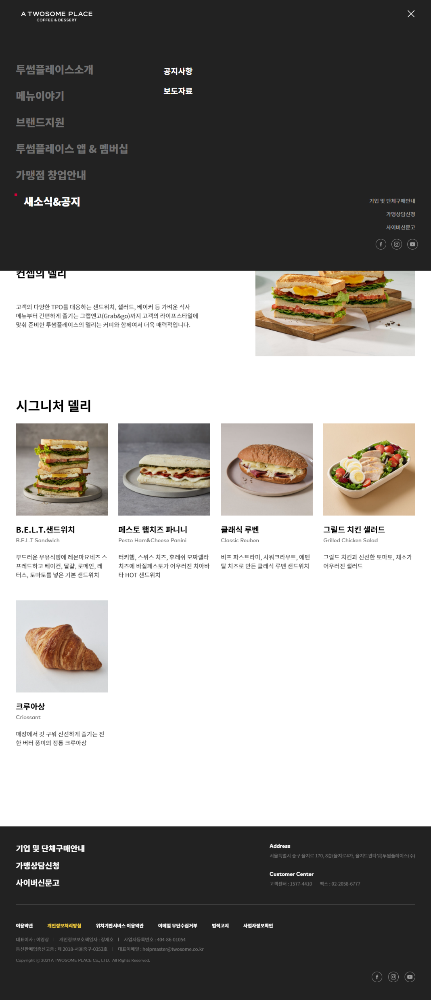 A TWOSOME PLACE
COFFEE & DESSERT
투썸플레이스소개
메뉴이야기
브랜드지원
투썸플레이스 앱 & 멤버십
가맹점 창업안내
새소식&공지
공지사항
보도자료
기업 및 단체구매안내
가맹상담신청
사이버신문고
컨셉의 델리
고객의 다양한 TPO를 대응하는 샌드위치, 샐러드, 베이커 등 가벼운 식사
메뉴부터 간편하게 즐기는 그랩앤고(Grab&go)까지 고객의 라이프스타일에
맞춰 준비한 투썸플레이스의 델리는 커피와 함께여서 더욱 매력적입니다.
시그니처 델리
B.E.L.T.샌드위치
B.E.L.T Sandwich
부드러운 우유식빵에 레몬마요네즈 스
프레드하고 베이컨, 달걀, 로메인, 레
터스, 토마토를 넣은 기본 샌드위치
페스토 햄치즈 파니니
Pesto Ham&Cheese Panini
터키햄, 스위스 치즈, 후레쉬 모짜렐라
치즈에 바질페스토가 어우러진 치아바
타 HOT 샌드위치
클래식 루벤
Classic Reuben
비프 파스트라미, 사워크라우트, 에멘
탈 치즈로 만든 클래식 루벤 샌드위치
그릴드 치킨 샐러드
Grilled Chicken Salad
그릴드 치킨과 신선한 토마토, 채소가
어우러진 샐러드
크루아상
Criossant
매장에서 갓 구워 신선하게 즐기는 진
한 버터 풍미의 정통 크루아상
기업 및 단체구매안내
가맹상담신청
사이버신문고
Address
서울특별시 중구 을지로 170, 8층(을지로4가, 을지트윈타워)투썸플레이스(주)
Customer Center
고객센터 : 1577-4410 팩스 : 02-2058-6777
이용약관 개인정보처리방침 위치기반서비스 이용약관 이메일 무단수집거부 법적고지 사업자정보확인
대표이사 : 이영상 | 개인정보보호책임자 : 장재호 | 사업자등록번호 : 404-86-01054
통신판매업종신고증 : 제 2018-서울중구-0353호 | 대표이메일 : helpmaster@twosome.co.kr
Copyright ⓒ 2021 A TWOSOME PLACE Co., LTD. All Rights Reserved.